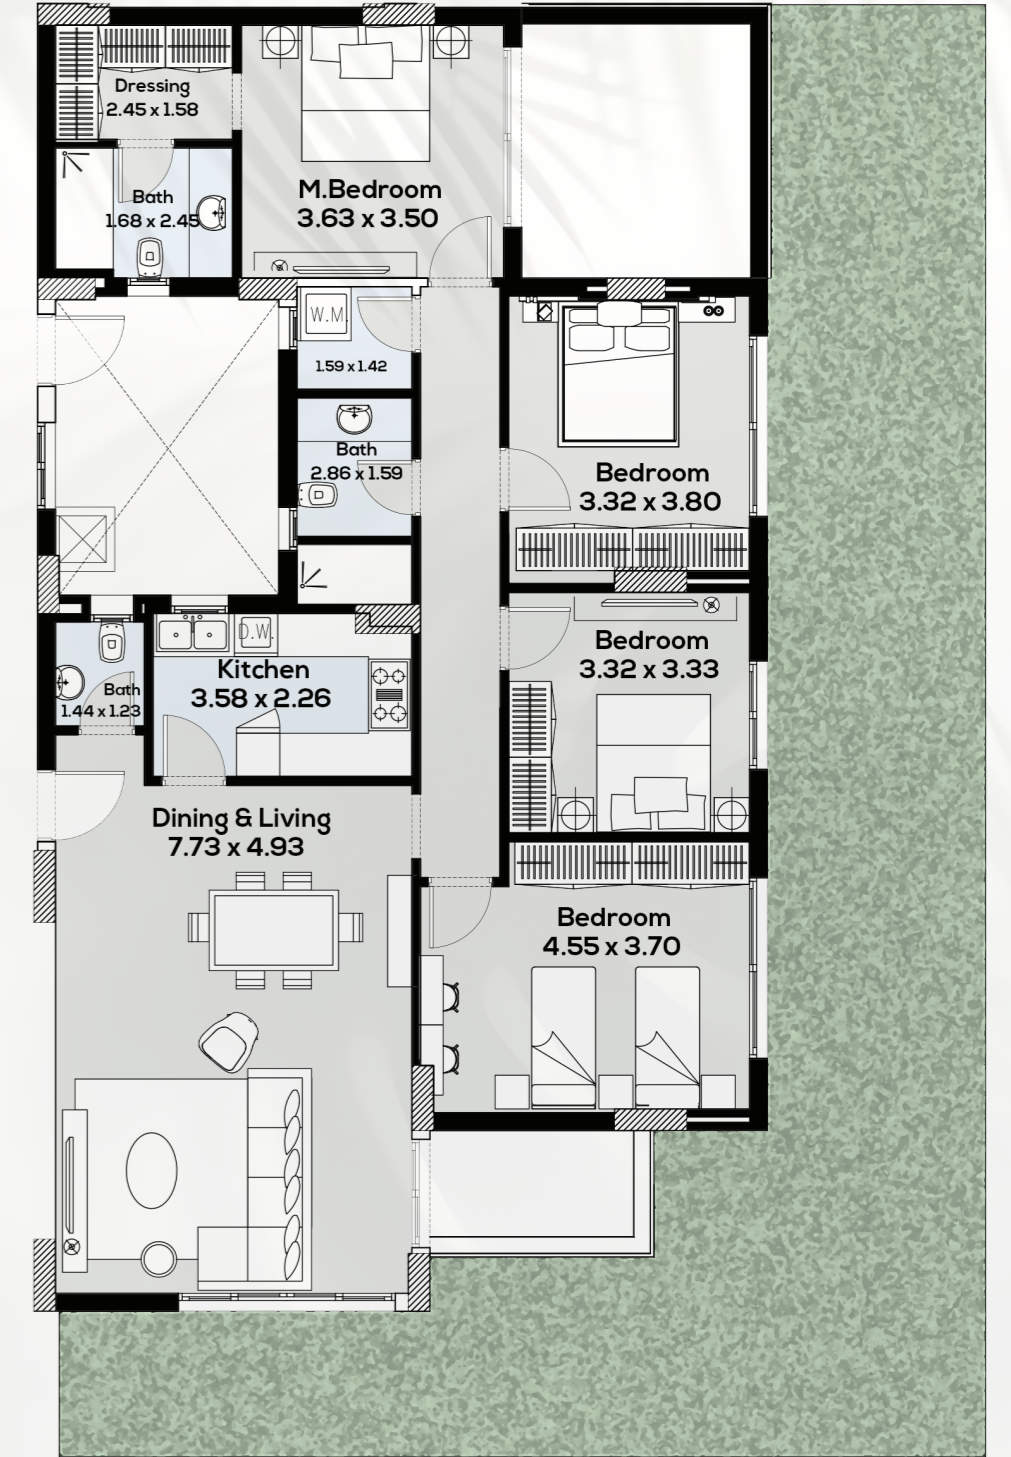 Dressing
2.45 x 1.58
Bath
1.68 x 2.45
M.Bedroom
3.63 x 3.50
W.M.
1.59 x 1.42
Bath
2.86 x 1.59
Bedroom
3.32 x 3.80
Bath
1.44 x 1.23
D.W.
Kitchen
3.58 x 2.26
Bedroom
3.32 x 3.33
Dining & Living
7.73 x 4.93
Bedroom
4.55 x 3.70